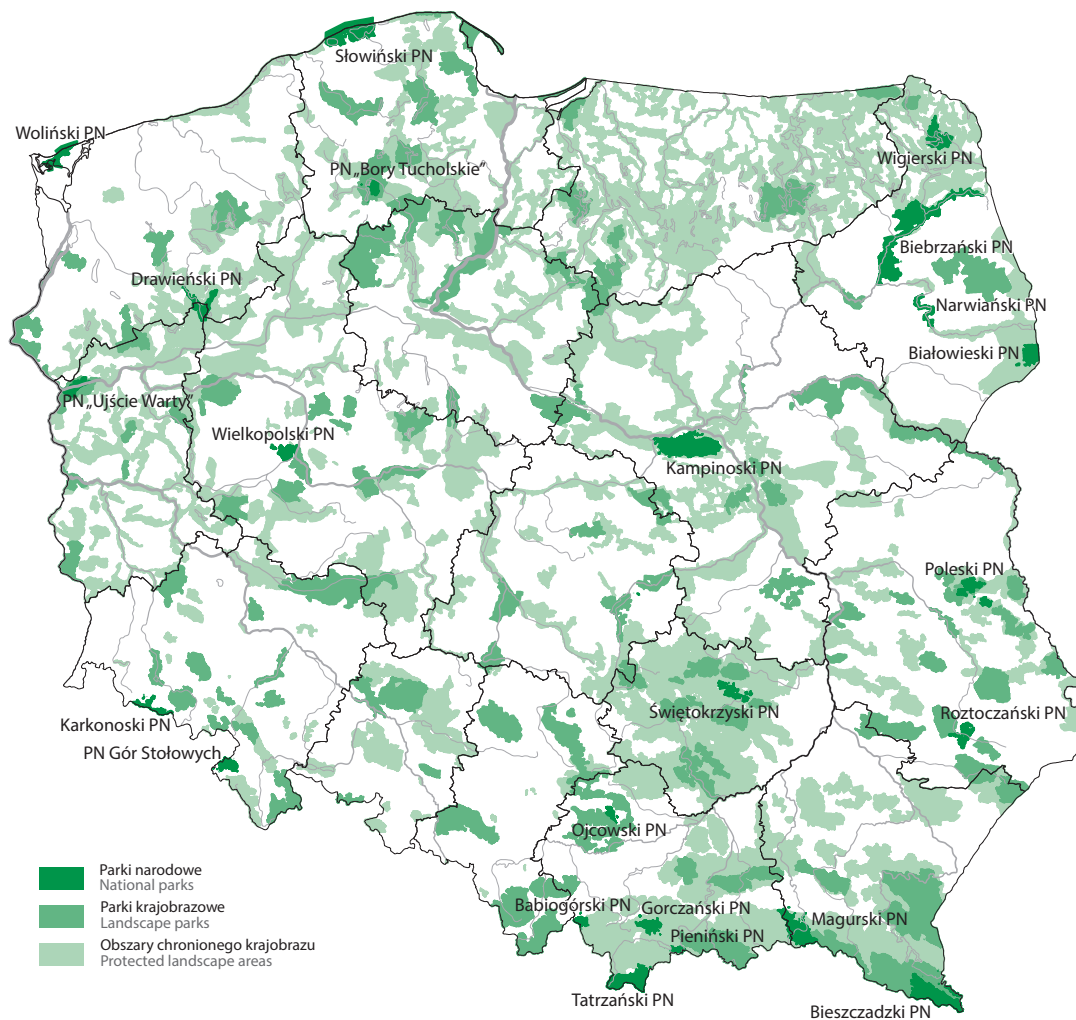 Słowiński PN
Woliński PN
PN „Bory Tucholskie”
Wigierski PN
Biebrzański PN
Drawieński PN
Narwiański PN
Białowieski PN
PN „Ujście Warty”
Wielkopolski PN
Kampinoski PN
Poleski PN
Karkonoski PN
Świętokrzyski PN
Roztoczański PN
PN Gór Stołowych
Ojcowski PN
Parki narodowe
National parks
Parki krajobrazowe
Landscape parks
Obszary chronionego krajobrazu
Protected landscape areas
Babiogórski PN
Gorczański PN
Magurski PN
Pieniński PN
Tatrzański PN
Bieszczadzki PN